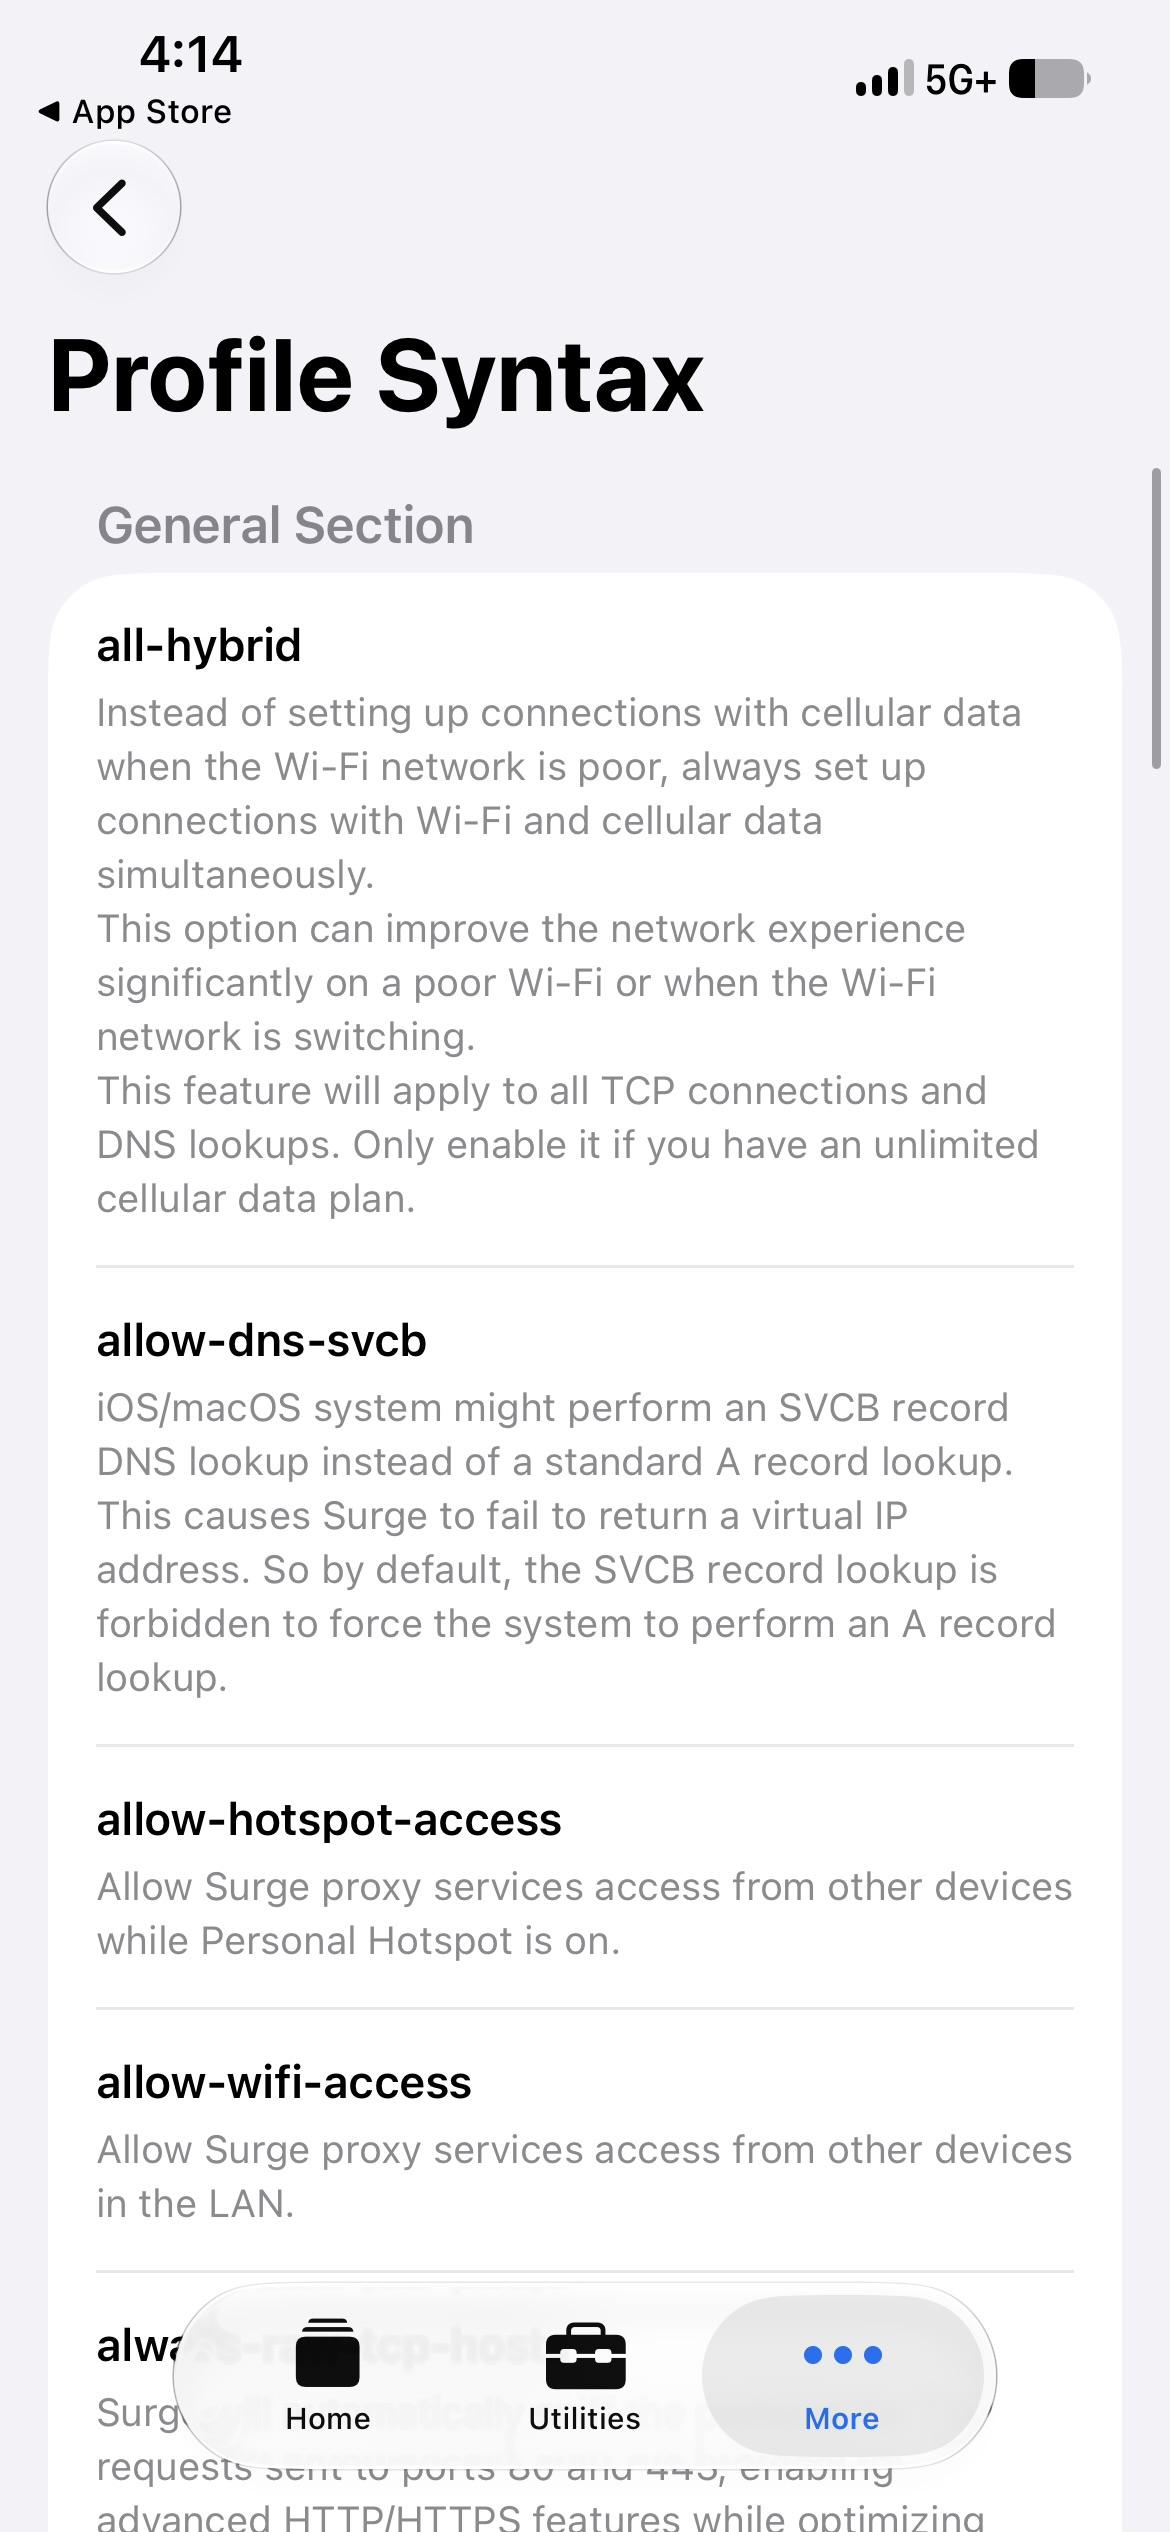 4:14
5G+
App Store
Profile Syntax
General Section
all-hybrid
Instead of setting up connections with cellular data
when the Wi-Fi network is poor, always set up
connections with Wi-Fi and cellular data
simultaneously.
This option can improve the network experience
significantly on a poor Wi-Fi or when the Wi-Fi
network is switching.
This feature will apply to all TCP connections and
DNS lookups. Only enable it if you have an unlimited
cellular data plan.
allow-dns-svcb
iOS/macOS system might perform an SVCB record
DNS lookup instead of a standard A record lookup.
This causes Surge to fail to return a virtual IP
address. So by default, the SVCB record lookup is
forbidden to force the system to perform an A record
lookup.
allow-hotspot-access
Allow Surge proxy services access from other devices
while Personal Hotspot is on.
allow-wifi-access
Allow Surge proxy services access from other devices
in the LAN.
requests sent to ports 80 and 443, enabling
advanced HTTP/HTTPS features while optimizing
Home
Utilities
More